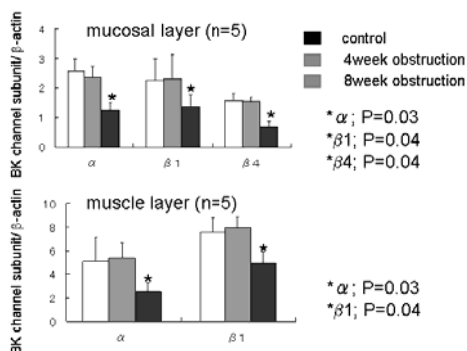 mucosal layer (n=5)
BK channel subunit/ β-actin
4
3
2
1
0
α
β1
β4
control
4week obstruction
8week obstruction
*α; P=0.03
*β1; P=0.04
*β4; P=0.04
★
★
★
muscle layer (n=5)
BK channel subunit/ β-actin
10
8
6
4
2
0
α
β1
★
★
*α; P=0.03
*β1; P=0.04